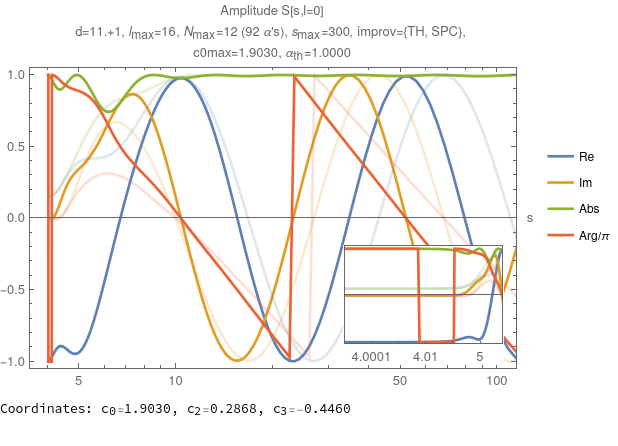 Amplitude S[s,l=0]
d=11.+1, lmax=16, Nmax=12 (92 α's), smax=300, improv={TH, SPC},
c0max=1.9030, αth=1.0000
1.0
0.5
0.0
-0.5
-1.0
5
10
50
100
s
4.0001
4.01
5
Re
Im
Abs
Arg/π
Coordinates: c0=1.9030, c2=0.2868, c3=-0.4460